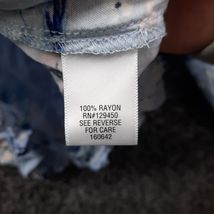 100% RAYON
RN#129450
SEE REVERSE
FOR CARE
160642